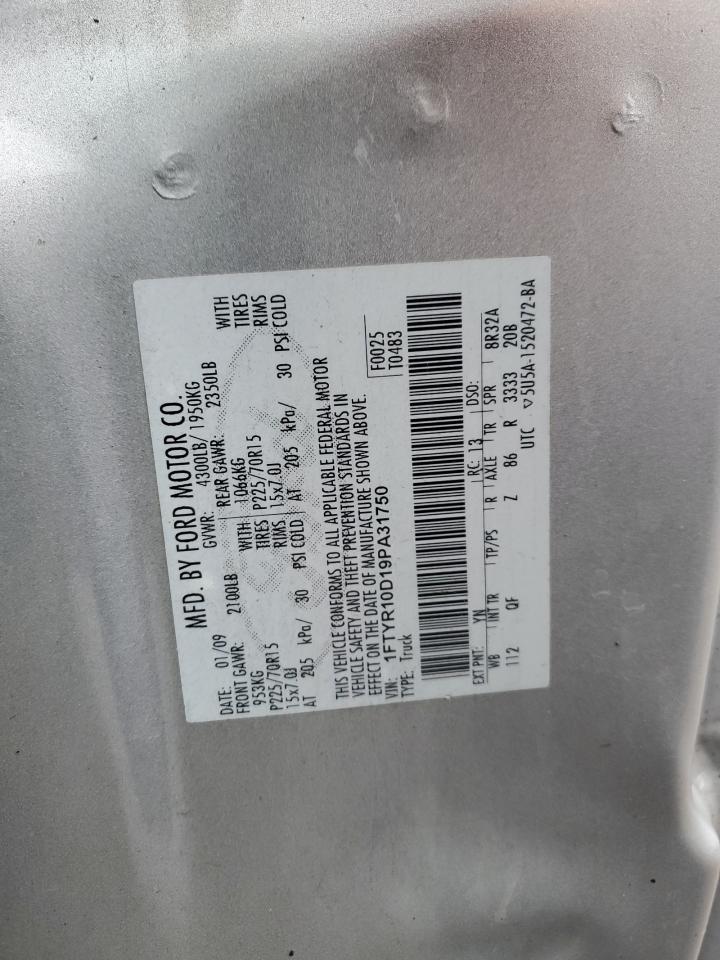 MFD. BY FORD MOTOR CO.
DATE: 01/09 GVWR: 4300LB/ 1950KG
FRONT GAWR: 2100LB REAR GAWR: 2350LB
953KG WITH 1066KG WITH
P225/70R15 TIRES P225/70R15 TIRES
15x7.0J RIMS 15x7.0J RIMS
AT 205 kPa/ 30 PSI COLD AT 205 kPa/ 30 PSI COLD
THIS VEHICLE CONFORMS TO ALL APPLICABLE FEDERAL MOTOR
VEHICLE SAFETY AND THEFT PREVENTION STANDARDS IN
EFFECT ON THE DATE OF MANUFACTURE SHOWN ABOVE.
VIN: 1FTYR10D19PA31750 F0025
TYPE: Truck T0483
EXT PNT: YN RC: 13 DSO:
WB INT TR TP/PS R AXLE TR SPR 8R32A
112 QF Z 86 R 3333 20B
UTC ▽5U5A-1520472-BA